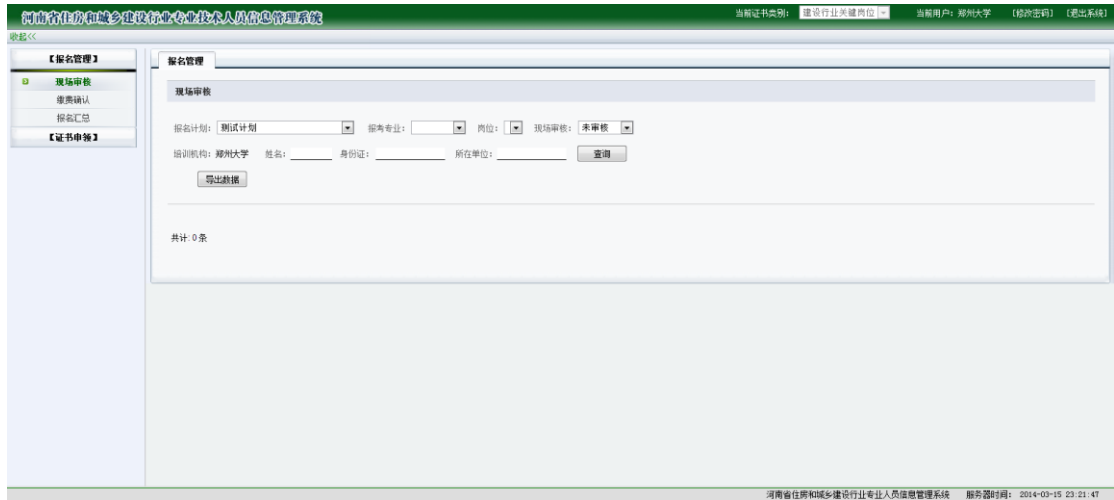 河南省住房和城乡建设行业专业技术人员信息管理系统 当前证书类别： 建设行业关键岗位 当前用户：郑州大学 [修改密码] [退出系统]
收起<<
【报名管理】
现场审核
缴费确认
报名汇总
【证书申领】
报名管理
现场审核
报名计划： 测试计划 报考专业： 岗位： 现场审核： 未审核
培训机构：郑州大学 姓名： 身份证： 所在单位： 查询
导出数据
共计:0条
河南省住房和城乡建设行业专业人员信息管理系统 服务器时间： 2014-03-15 23:21:47